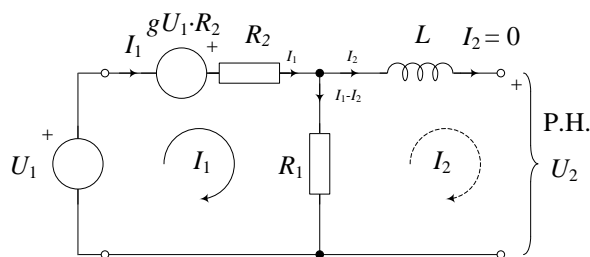 gU₁·R₂
I₁
+
R₂
I₁
I₂
L
I₂ = 0
I₁-I₂
+
+
U₁
I₁
R₁
I₂
P.H.
U₂